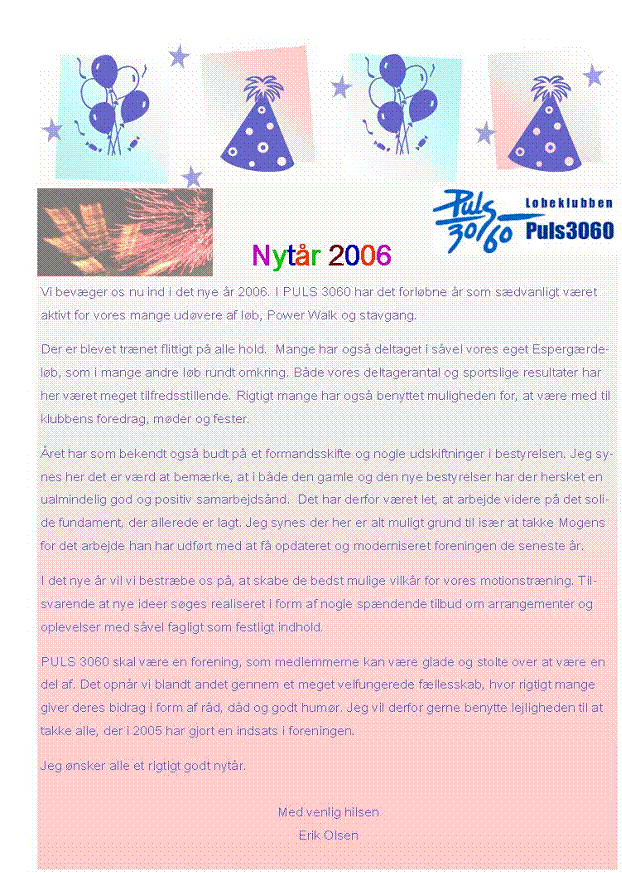 Puls 30/60
Løbeklubben
Puls3060
Nytår 2006
Vi bevæger os nu ind i det nye år 2006. I PULS 3060 har det forløbne år som sædvanligt været
aktivt for vores mange udøvere af løb, Power Walk og stavgang.
Der er blevet trænet flittigt på alle hold. Mange har også deltaget i såvel vores eget Espergærde-
løb, som i mange andre løb rundt omkring. Både vores deltagerantal og sportslige resultater har
her været meget tilfredsstillende. Rigtigt mange har også benyttet muligheden for, at være med til
klubbens foredrag, møder og fester.
Året har som bekendt også budt på et formandsskifte og nogle udskiftninger i bestyrelsen. Jeg sy-
nes her det er værd at bemærke, at i både den gamle og den nye bestyrelser har der hersket en
ualmindelig god og positiv samarbejdsånd. Det har derfor været let, at arbejde videre på det soli-
de fundament, der allerede er lagt. Jeg synes der her er alt muligt grund til især at takke Mogens
for det arbejde han har udført med at få opdateret og moderniseret foreningen de seneste år.
I det nye år vil vi bestræbe os på, at skabe de bedst mulige vilkår for vores motionstræning. Til-
svarende at nye ideer søges realiseret i form af nogle spændende tilbud om arrangementer og
oplevelser med såvel fagligt som festligt indhold.
PULS 3060 skal være en forening, som medlemmerne kan være glade og stolte over at være en
del af. Det opnår vi blandt andet gennem et meget velfungerede fællesskab, hvor rigtigt mange
giver deres bidrag i form af råd, dåd og godt humør. Jeg vil derfor gerne benytte lejligheden til at
takke alle, der i 2005 har gjort en indsats i foreningen.
Jeg ønsker alle et rigtigt godt nytår.
Med venlig hilsen
Erik Olsen